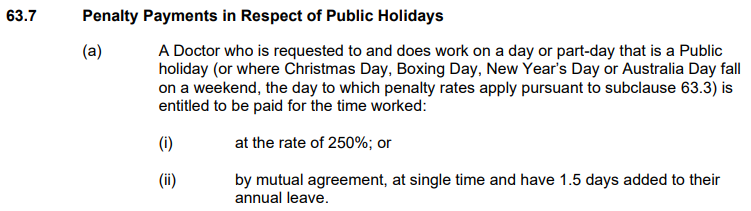 63.7 Penalty Payments in Respect of Public Holidays
(a) A Doctor who is requested to and does work on a day or part-day that is a Public
holiday (or where Christmas Day, Boxing Day, New Year's Day or Australia Day fall
on a weekend, the day to which penalty rates apply pursuant to subclause 63.3) is
entitled to be paid for the time worked:
(i) at the rate of 250%; or
(ii) by mutual agreement, at single time and have 1.5 days added to their
annual leave.